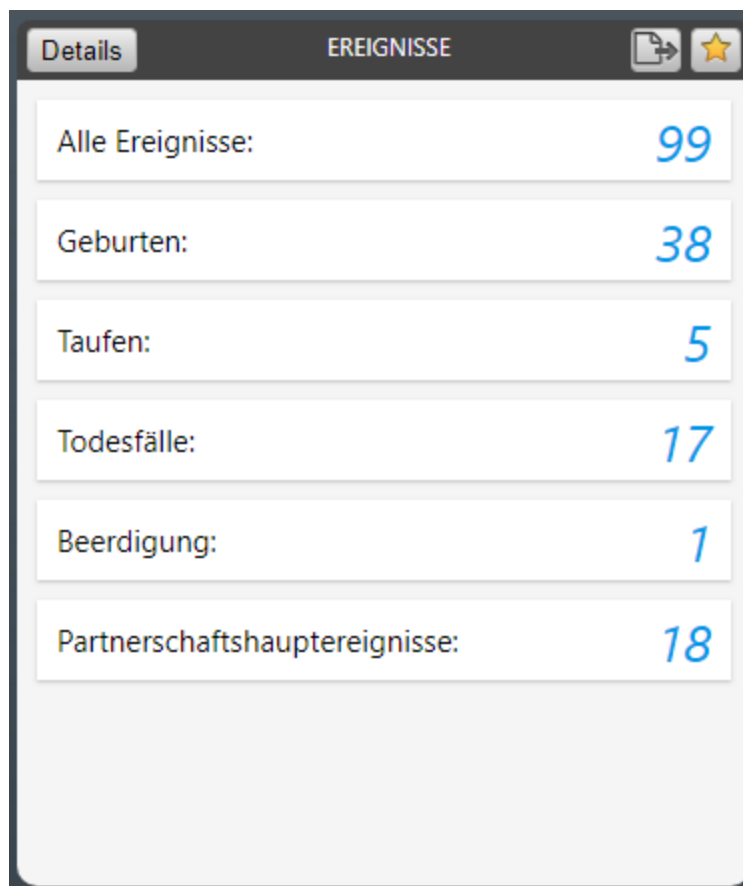 Details EREIGNISSE
Alle Ereignisse: 99
Geburten: 38
Taufen: 5
Todesfälle: 17
Beerdigung: 1
Partnerschaftshauptereignisse: 18